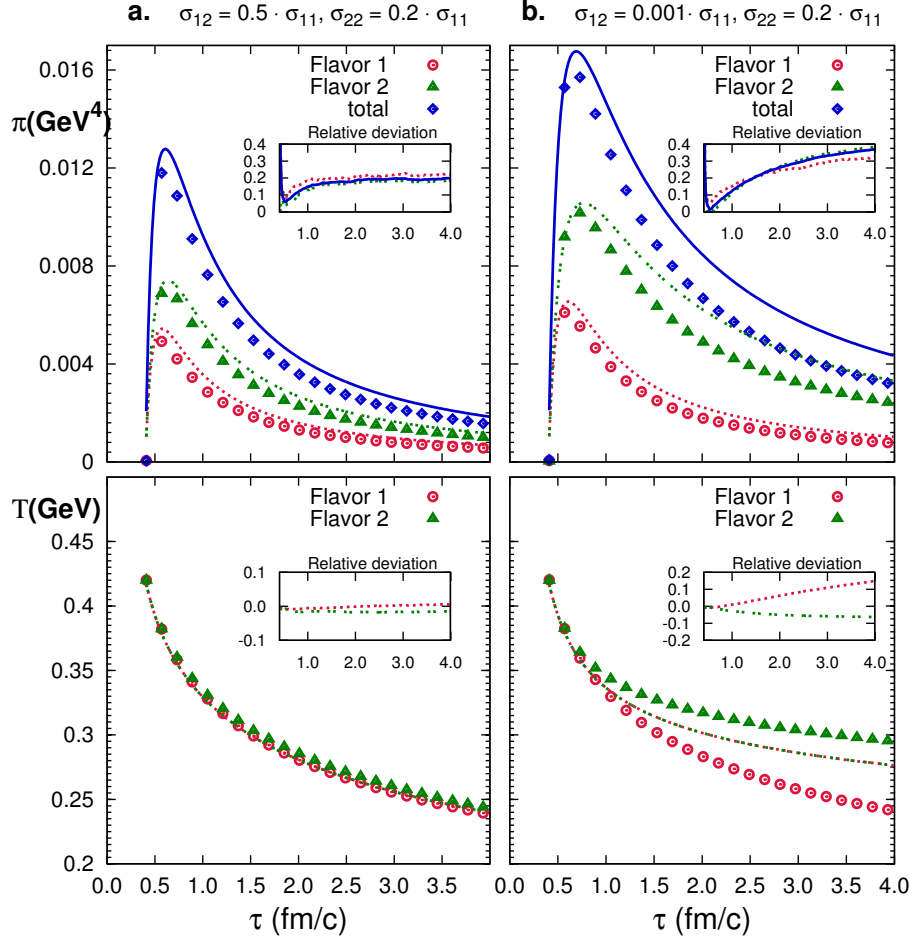 a. σ12 = 0.5 · σ11, σ22 = 0.2 · σ11
b. σ12 = 0.001 · σ11, σ22 = 0.2 · σ11
π(GeV^4)
0.016
0.012
0.008
0.004
0
Flavor 1
Flavor 2
total
Relative deviation
0.4
0.3
0.2
0.1
0
1.0 2.0 3.0 4.0
Flavor 1
Flavor 2
total
Relative deviation
0.4
0.3
0.2
0.1
0
1.0 2.0 3.0 4.0
T(GeV)
0.45
0.4
0.35
0.3
0.25
0.2
Flavor 1
Flavor 2
Relative deviation
0.1
0.0
-0.1
1.0 2.0 3.0 4.0
0.0 0.5 1.0 1.5 2.0 2.5 3.0 3.5
τ (fm/c)
Flavor 1
Flavor 2
Relative deviation
0.2
0.1
0.0
-0.1
-0.2
1.0 2.0 3.0 4.0
0.0 0.5 1.0 1.5 2.0 2.5 3.0 3.5 4.0
τ (fm/c)